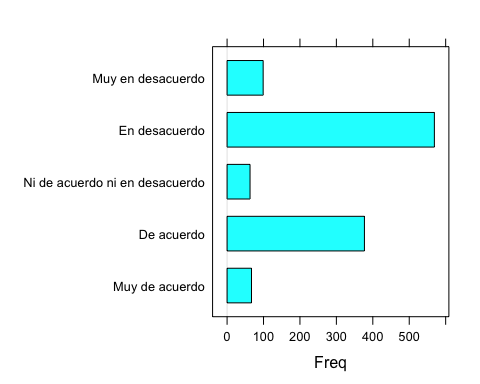 Muy en desacuerdo
En desacuerdo
Ni de acuerdo ni en desacuerdo
De acuerdo
Muy de acuerdo
0 100 200 300 400 500
Freq